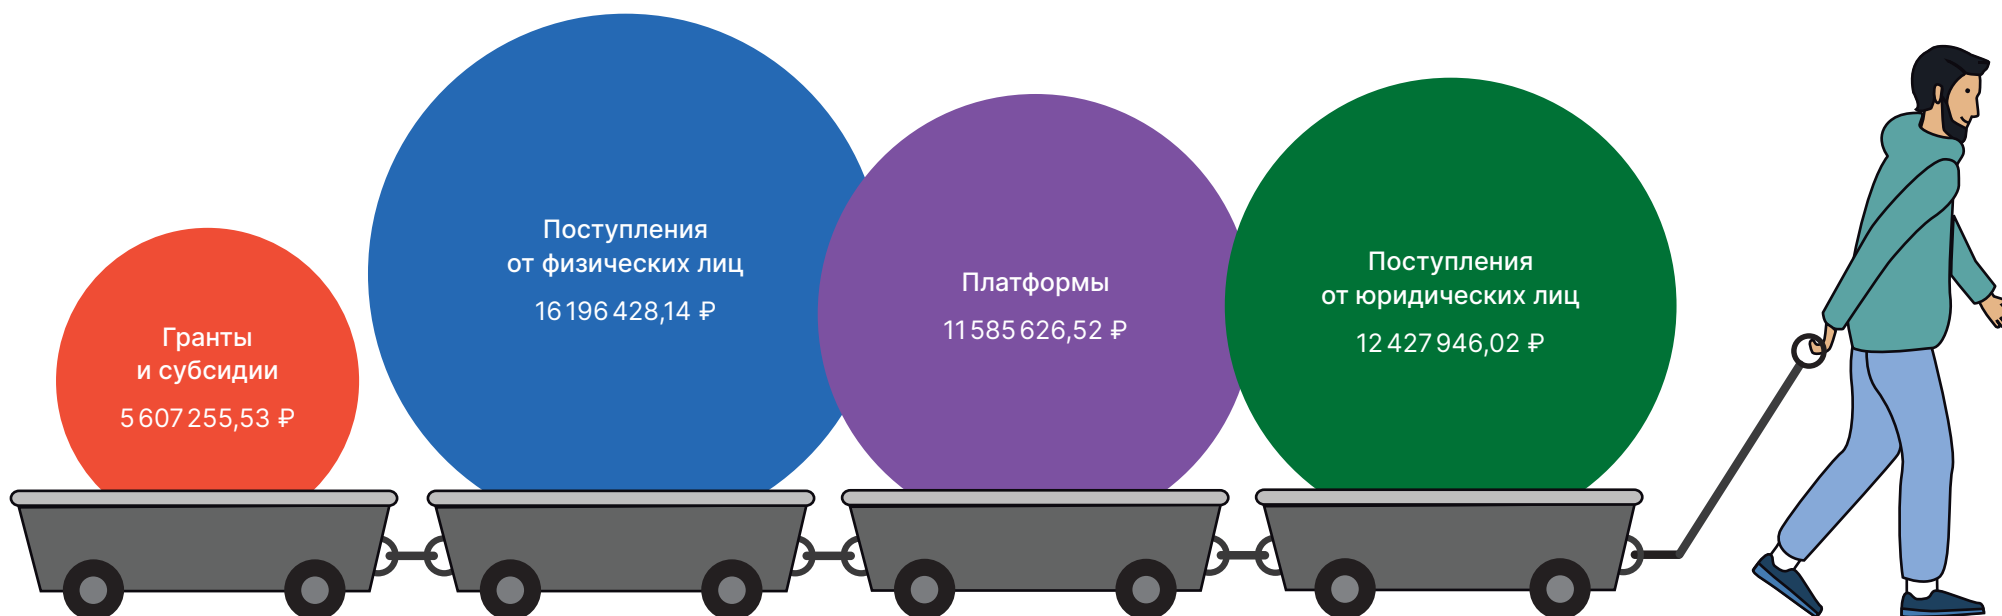 Гранты
и субсидии
5 607 255,53 ₽
Поступления
от физических лиц
16 196 428,14 ₽
Платформы
11 585 626,52 ₽
Поступления
от юридических лиц
12 427 946,02 ₽